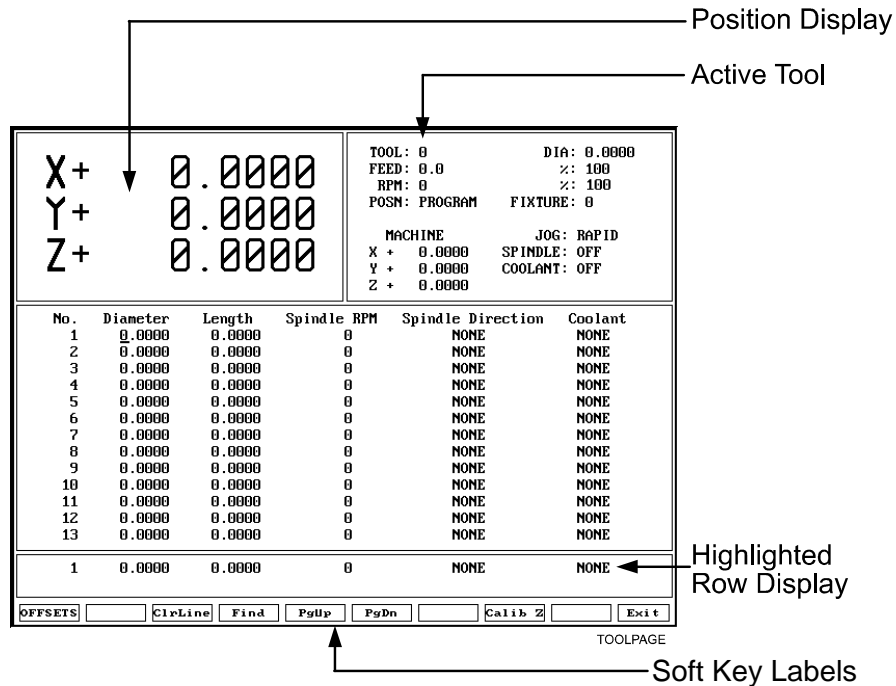 Position Display
Active Tool
X+ 0.0000
Y+ 0.0000
Z+ 0.0000
TOOL: 0 DIA: 0.0000
FEED: 0.0 %: 100
RPM: 0 %: 100
POSN: PROGRAM FIXTURE: 0
MACHINE JOG: RAPID
X + 0.0000 SPINDLE: OFF
Y + 0.0000 COOLANT: OFF
Z + 0.0000
No. Diameter Length Spindle RPM Spindle Direction Coolant
1 0.0000 0.0000 0 NONE NONE
2 0.0000 0.0000 0 NONE NONE
3 0.0000 0.0000 0 NONE NONE
4 0.0000 0.0000 0 NONE NONE
5 0.0000 0.0000 0 NONE NONE
6 0.0000 0.0000 0 NONE NONE
7 0.0000 0.0000 0 NONE NONE
8 0.0000 0.0000 0 NONE NONE
9 0.0000 0.0000 0 NONE NONE
10 0.0000 0.0000 0 NONE NONE
11 0.0000 0.0000 0 NONE NONE
12 0.0000 0.0000 0 NONE NONE
13 0.0000 0.0000 0 NONE NONE
1 0.0000 0.0000 0 NONE NONE
Highlighted
Row Display
OFFSETS ClrLine Find PgUp PgDn Calib Z Exit
TOOLPAGE
Soft Key Labels